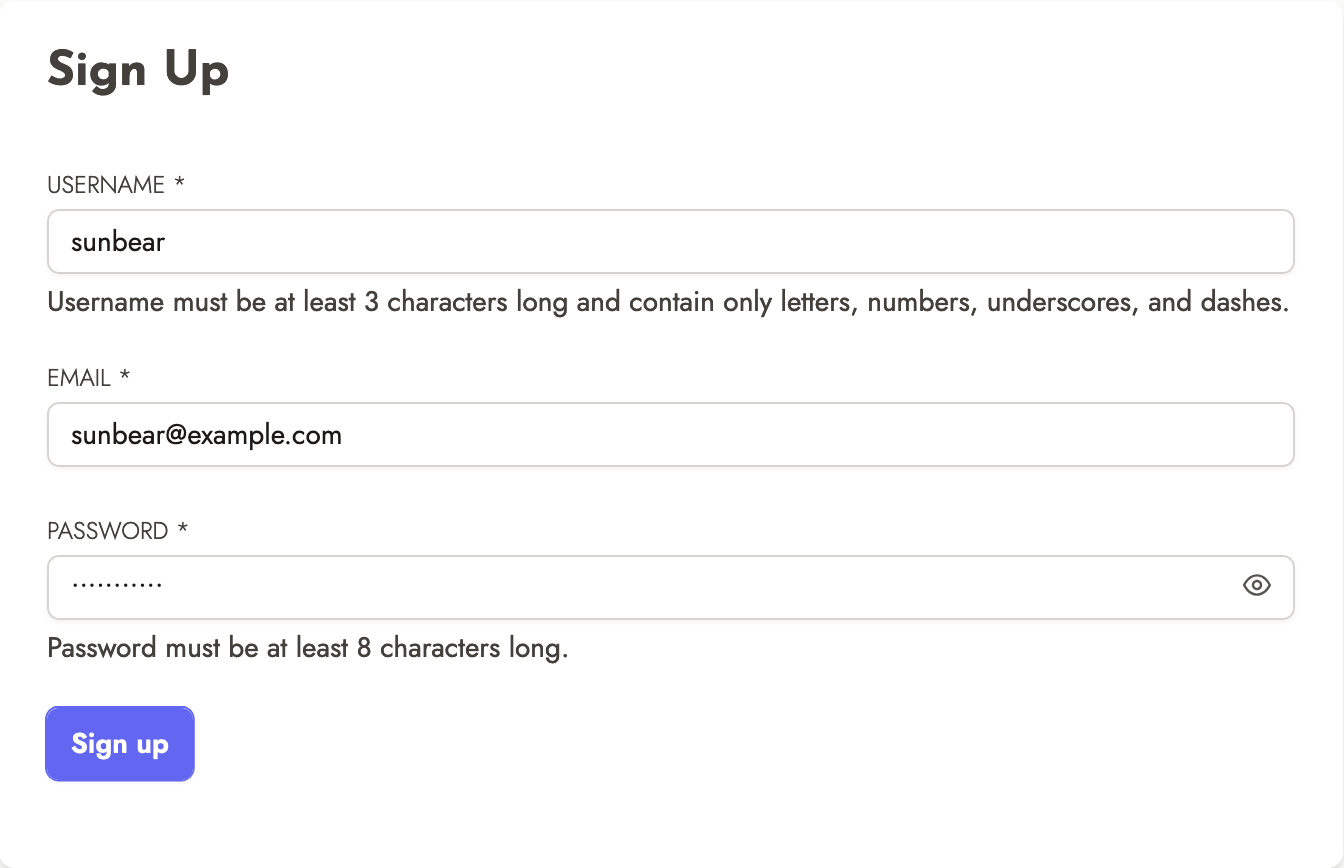 Sign Up
USERNAME *
sunbear
Username must be at least 3 characters long and contain only letters, numbers, underscores, and dashes.
EMAIL *
sunbear@example.com
PASSWORD *
•••••••••••
Password must be at least 8 characters long.
Sign up